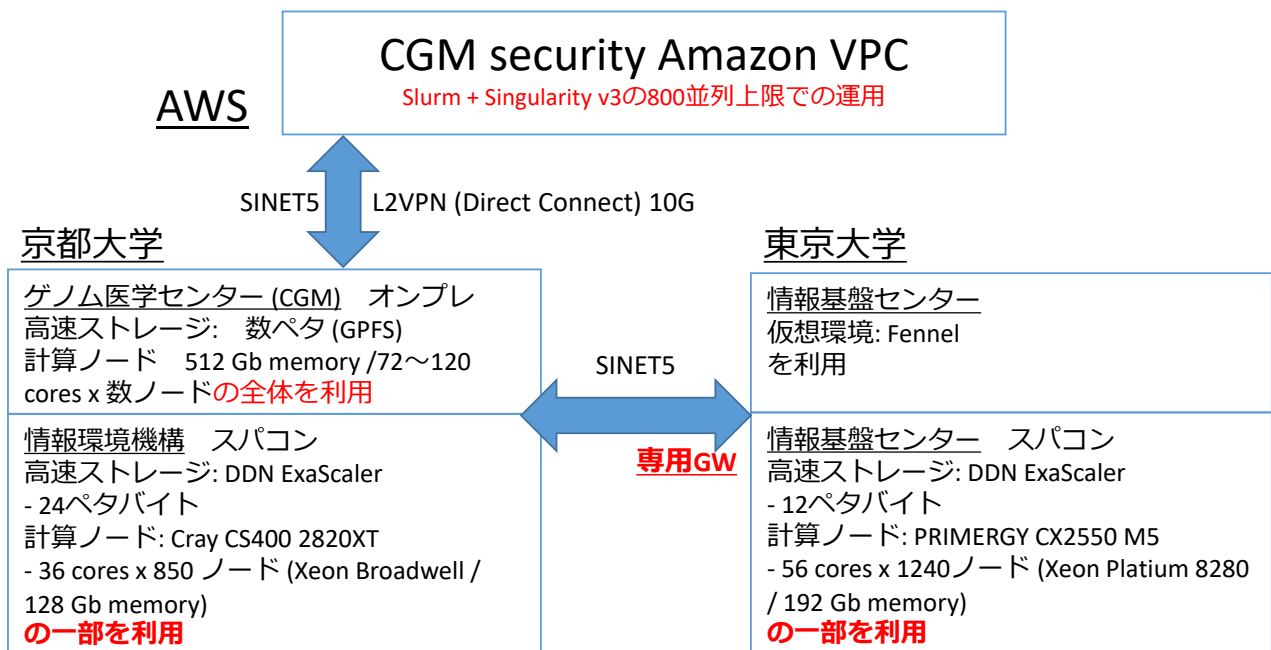 CGM security Amazon VPC
Slurm + Singularity v3の800並列上限での運用
AWS
SINET5
L2VPN (Direct Connect) 10G
京都大学
ゲノム医学センター (CGM) オンプレ
高速ストレージ: 数ペタ (GPFS)
計算ノード 512 Gb memory /72～120
cores x 数ノードの全体を利用
情報環境機構 スパコン
高速ストレージ: DDN ExaScaler
- 24ペタバイト
計算ノード: Cray CS400 2820XT
- 36 cores x 850 ノード (Xeon Broadwell /
128 Gb memory)
の一部を利用
SINET5
専用GW
東京大学
情報基盤センター
仮想環境: Fennel
を利用
情報基盤センター スパコン
高速ストレージ: DDN ExaScaler
- 12ペタバイト
計算ノード: PRIMERGY CX2550 M5
- 56 cores x 1240ノード (Xeon Platium 8280
/ 192 Gb memory)
の一部を利用